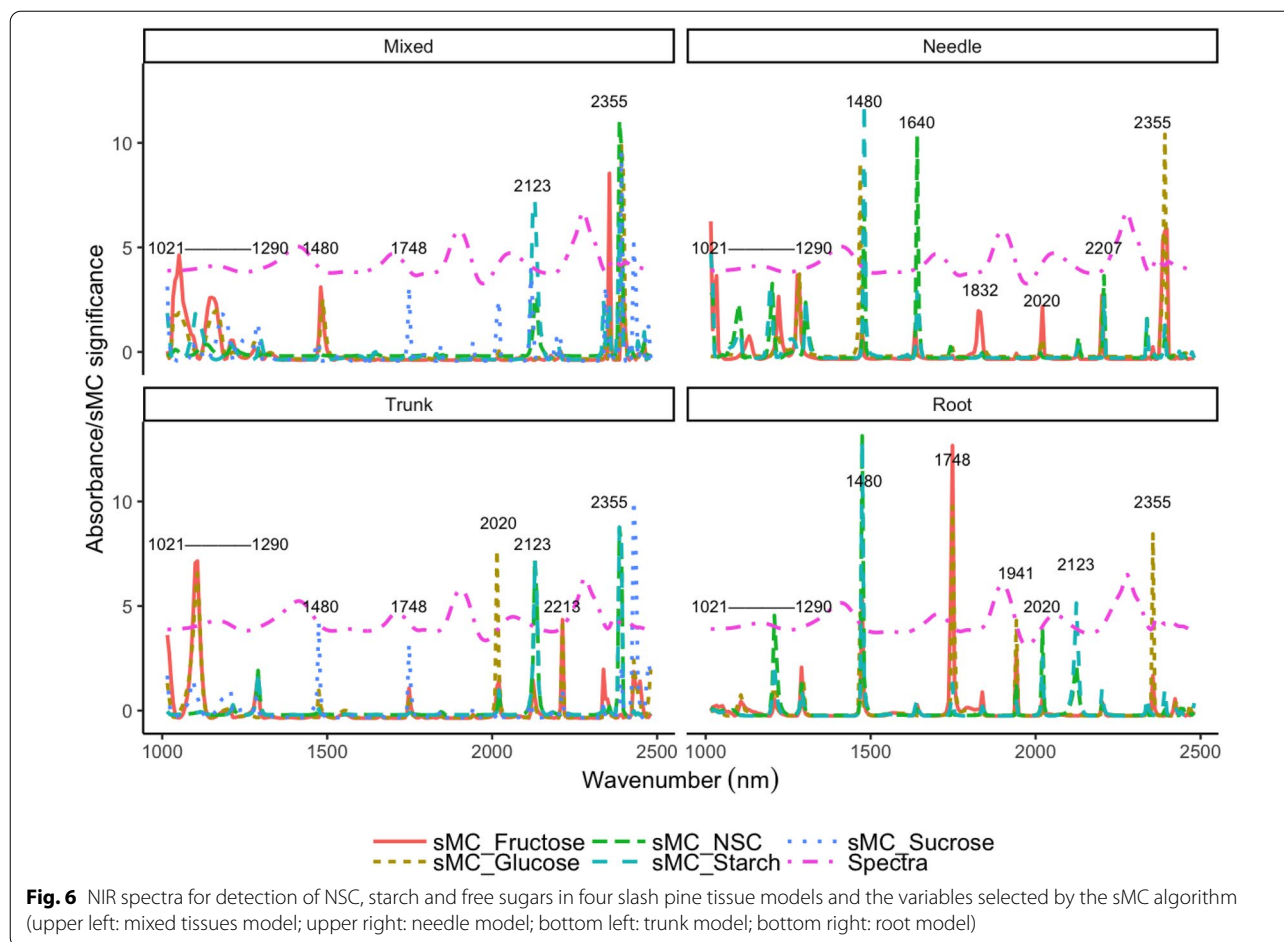 Mixed
Needle
2355
1480
1640
2355
10
2123
1021————1290
1480
1748
1021————1290
2207
5
1832
2020
0
Absorbance/sMC significance
Trunk
Root
1748
10
2355
1480
2355
2020
1021————1290
2123
2123
1941
5
1480
1748
2213
1021————1290
2020
0
1000 1500 2000 2500
1000 1500 2000 2500
Wavenumber (nm)
sMC_Fructose sMC_NSC sMC_Sucrose
sMC_Glucose sMC_Starch Spectra
Fig. 6 NIR spectra for detection of NSC, starch and free sugars in four slash pine tissue models and the variables selected by the sMC algorithm
(upper left: mixed tissues model; upper right: needle model; bottom left: trunk model; bottom right: root model)